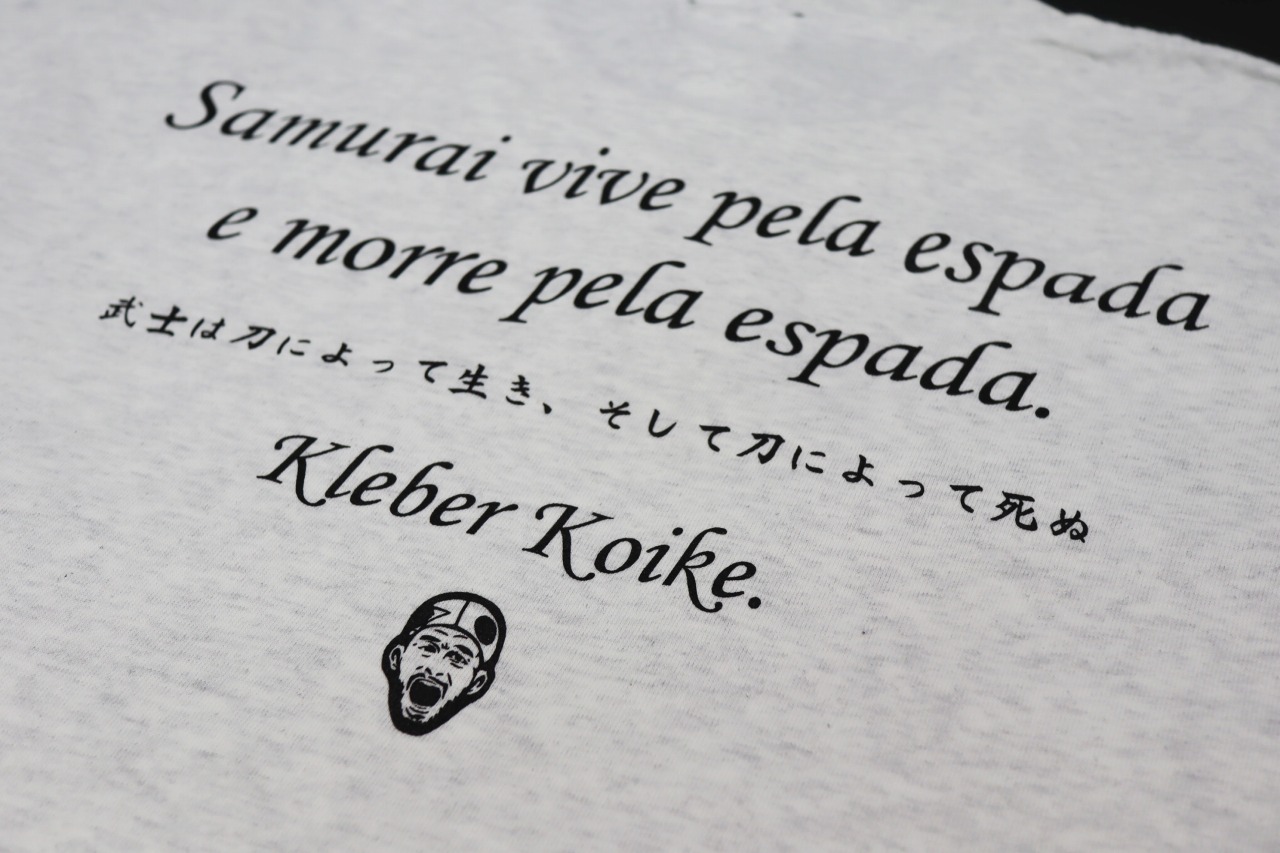 Samurai vive pela espada
e morre pela espada.
武士は刀によって生き、そして刀によって死ぬ
Kleber Koike.